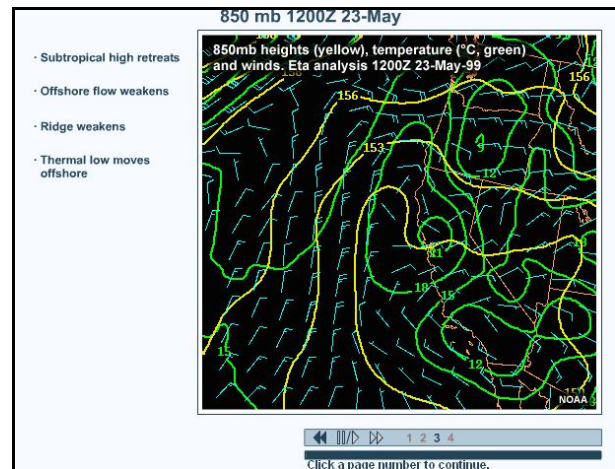 850 mb 1200Z 23-May
· Subtropical high retreats
· Offshore flow weakens
· Ridge weakens
· Thermal low moves
offshore
850mb heights (yellow), temperature (°C, green)
and winds. Eta analysis 1200Z 23-May-99
156
156
153
12
18
15
15
12
NOAA
1 2 3 4
Click a page number to continue.